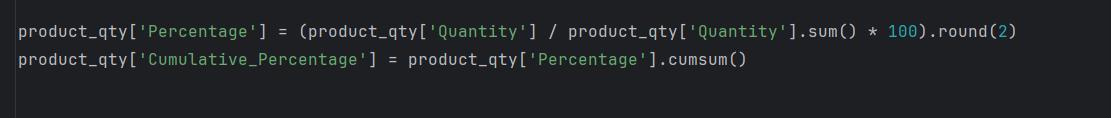 product_qty['Percentage'] = (product_qty['Quantity'] / product_qty['Quantity'].sum() * 100).round(2)
product_qty['Cumulative_Percentage'] = product_qty['Percentage'].cumsum()